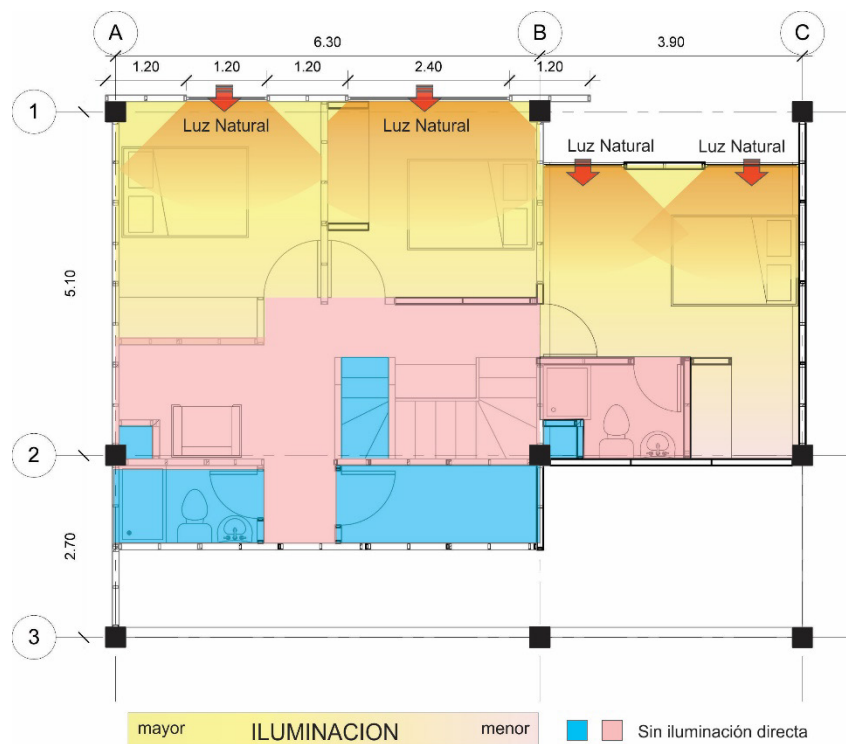 A B C
6.30 3.90
1.20 1.20 1.20 2.40 1.20
1
Luz Natural Luz Natural
Luz Natural Luz Natural
5.10
2
2.70
3
mayor ILUMINACION menor Sin iluminación directa